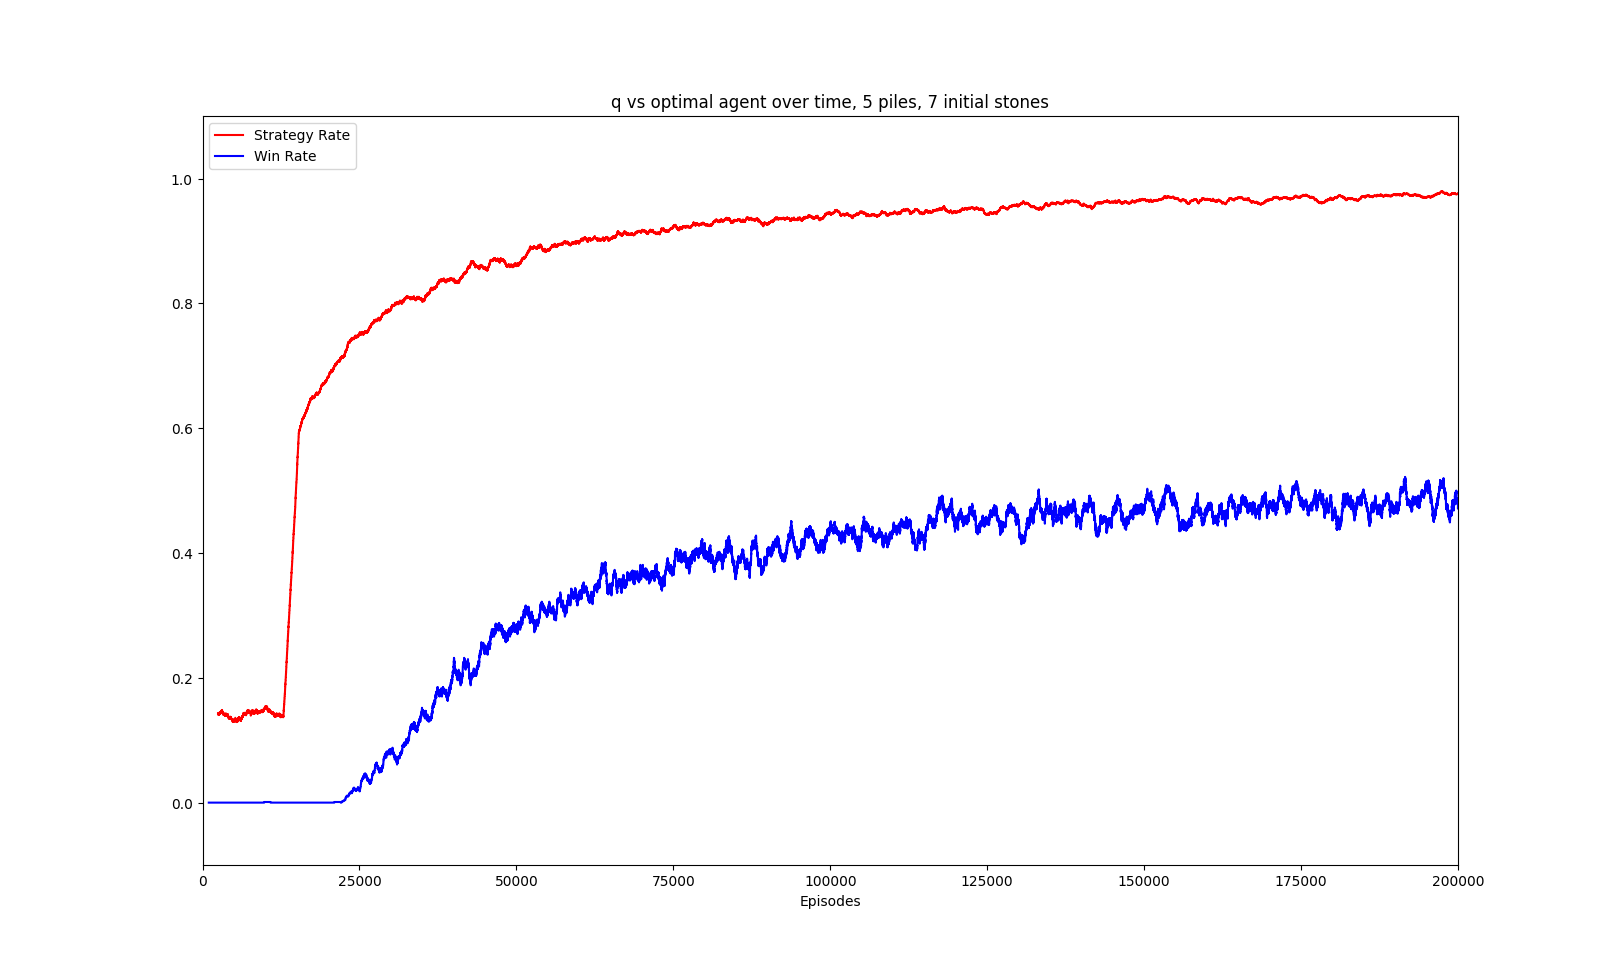 q vs optimal agent over time, 5 piles, 7 initial stones
Strategy Rate
Win Rate
1.0
0.8
0.6
0.4
0.2
0.0
0 25000 50000 75000 100000 125000 150000 175000 200000
Episodes